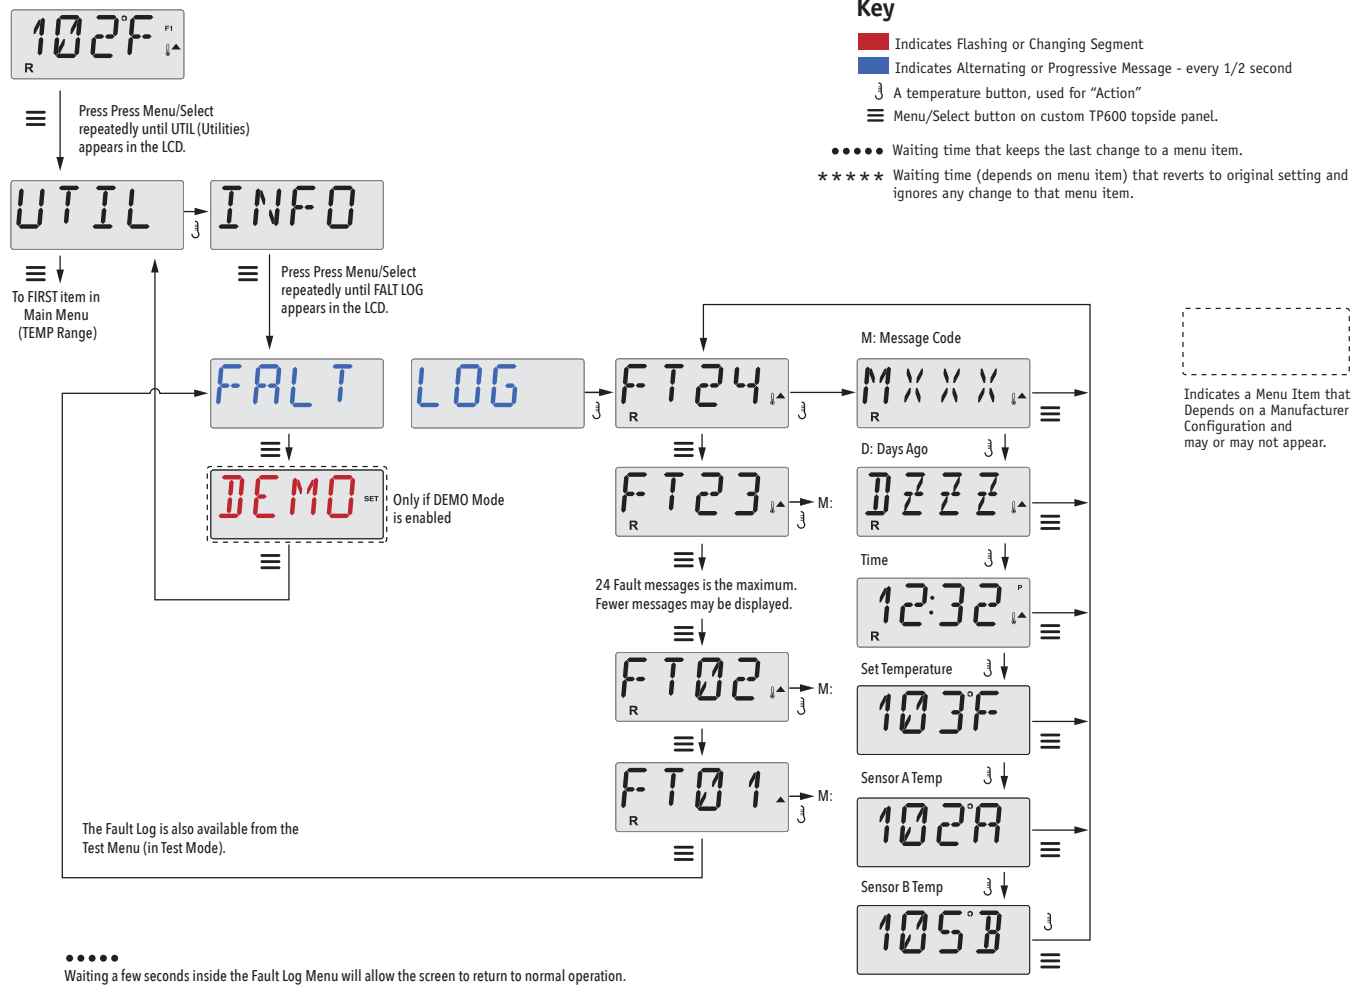 102°F F1
R
Key
Indicates Flashing or Changing Segment
Indicates Alternating or Progressive Message - every 1/2 second
A temperature button, used for “Action”
Menu/Select button on custom TP600 topside panel.
••••• Waiting time that keeps the last change to a menu item.
***** Waiting time (depends on menu item) that reverts to original setting and
ignores any change to that menu item.
Press Press Menu/Select
repeatedly until UTIL (Utilities)
appears in the LCD.
UTIL
INFO
To FIRST item in
Main Menu
(TEMP Range)
Press Press Menu/Select
repeatedly until FALT LOG
appears in the LCD.
Indicates a Menu Item that
Depends on a Manufacturer
Configuration and
may or may not appear.
FALT
LOG
FT24
R
M: Message Code
MXXX
R
DEMO SET
Only if DEMO Mode
is enabled
FT23
R
M:
D: Days Ago
DZZZ
R
24 Fault messages is the maximum.
Fewer messages may be displayed.
Time
12:32 P
R
FT02
R
M:
Set Temperature
103°F
FT01
R
M:
Sensor A Temp
102°A
The Fault Log is also available from the
Test Menu (in Test Mode).
Sensor B Temp
105°B
•••••
Waiting a few seconds inside the Fault Log Menu will allow the screen to return to normal operation.